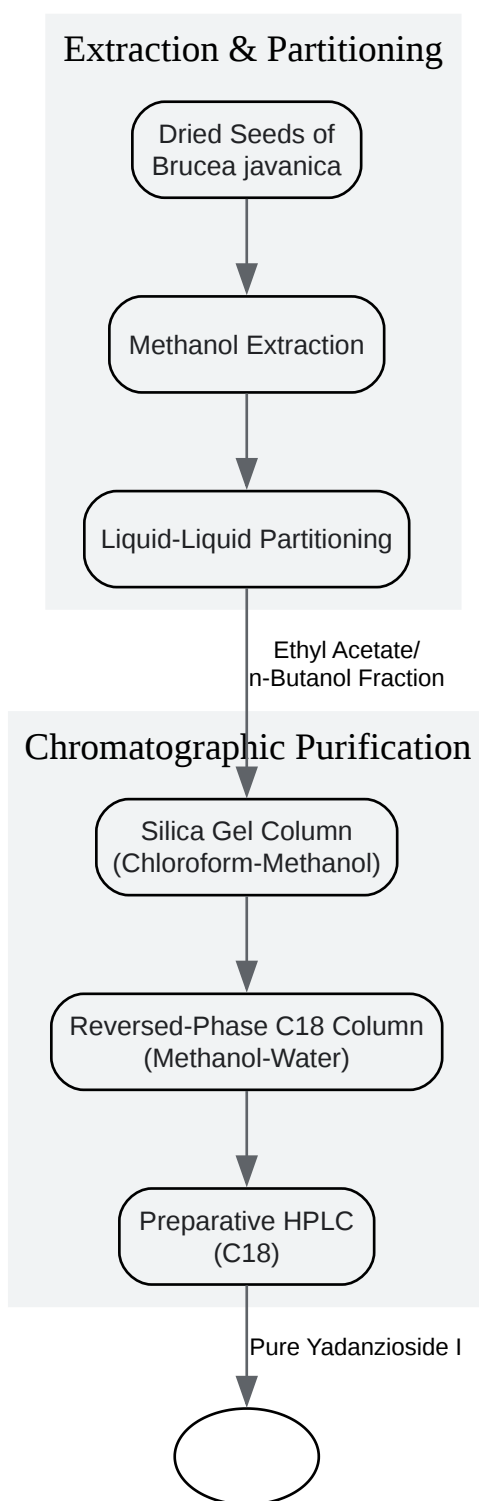 Extraction & Partitioning
Dried Seeds of
Brucea javanica
Methanol Extraction
Liquid-Liquid Partitioning
Ethyl Acetate/
n-Butanol Fraction
Chromatographic Purification
Silica Gel Column
(Chloroform-Methanol)
Reversed-Phase C18 Column
(Methanol-Water)
Preparative HPLC
(C18)
Pure Yadanzioside I